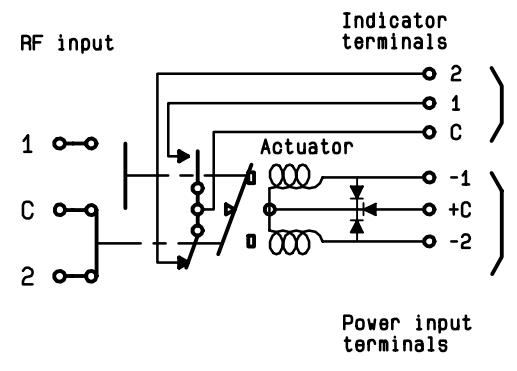 Indicator
terminals
RF input
2
1
C
1
Actuator
-1
C
+C
-2
2
Power input
terminals